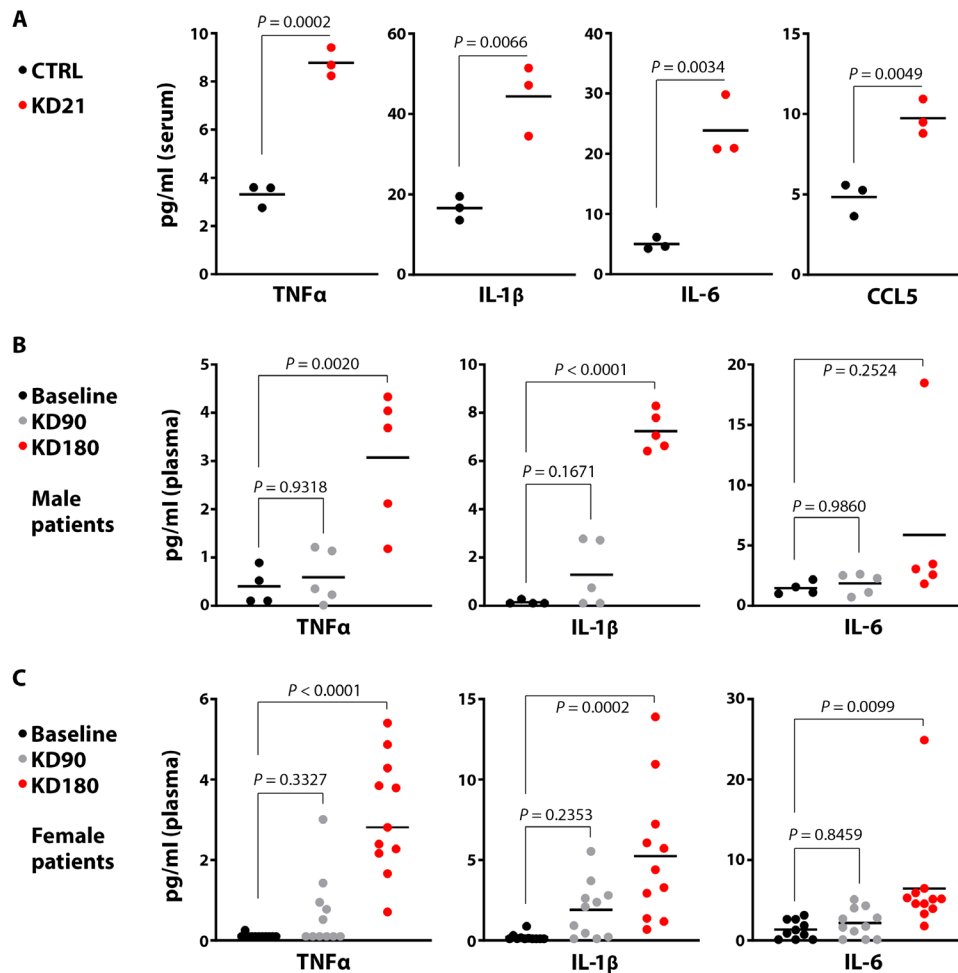 A
CTRL
KD21
pg/ml (serum)
10
8
6
4
2
0
P = 0.0002
TNFα
60
40
20
0
P = 0.0066
IL-1β
40
30
20
10
0
P = 0.0034
IL-6
15
10
5
0
P = 0.0049
CCL5
B
Baseline
KD90
KD180
Male
patients
pg/ml (plasma)
5
4
3
2
1
0
P = 0.0020
P = 0.9318
TNFα
10
8
6
4
2
0
P < 0.0001
P = 0.1671
IL-1β
20
15
10
5
0
P = 0.2524
P = 0.9860
IL-6
C
Baseline
KD90
KD180
Female
patients
pg/ml (plasma)
6
4
2
0
P < 0.0001
P = 0.3327
TNFα
15
10
5
0
P = 0.0002
P = 0.2353
IL-1β
30
20
10
0
P = 0.0099
P = 0.8459
IL-6